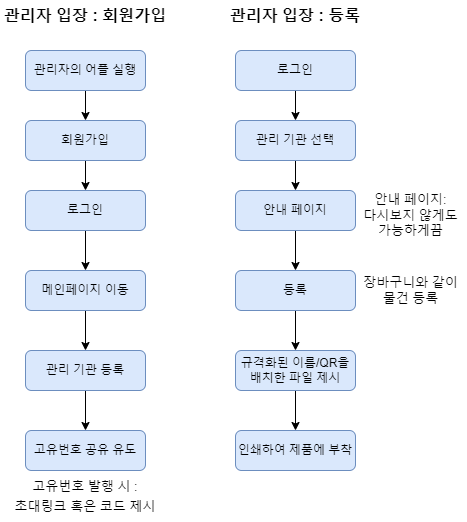 관리자 입장 : 회원가입
관리자의 어플 실행
회원가입
로그인
메인페이지 이동
관리 기관 등록
고유번호 공유 유도
고유번호 발행 시 :
초대링크 혹은 코드 제시
관리자 입장 : 등록
로그인
관리 기관 선택
안내 페이지
안내 페이지:
다시보지 않게도
가능하게끔
등록
장바구니와 같이
물건 등록
규격화된 이름/QR을
배치한 파일 제시
인쇄하여 제품에 부착